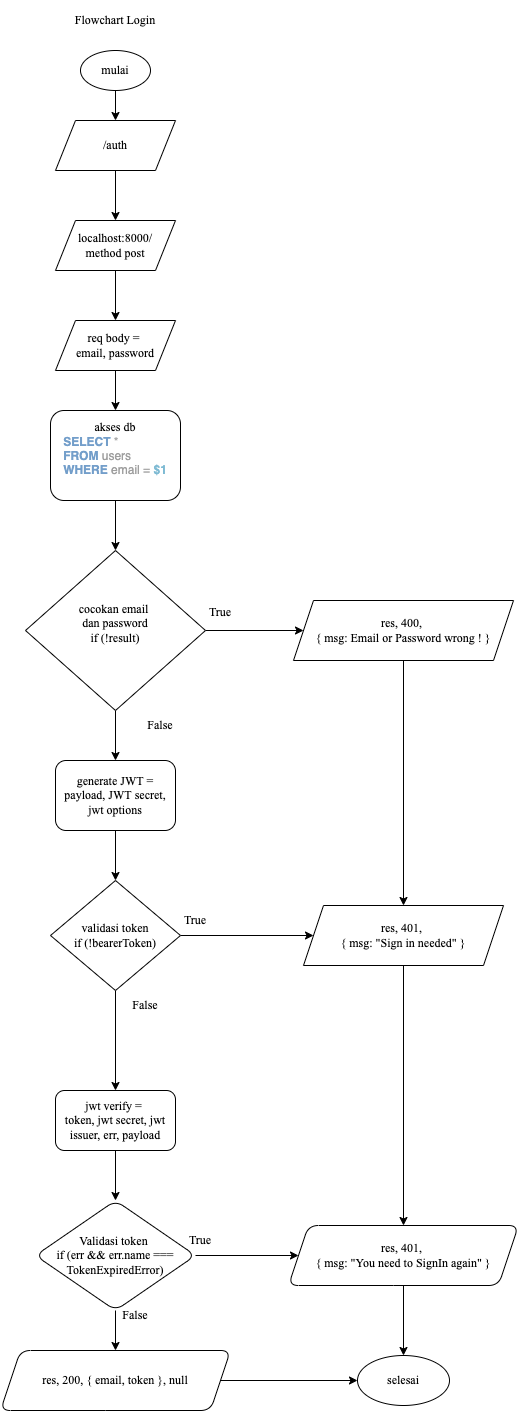 Flowchart Login
mulai
/auth
localhost:8000/
method post
req body =
email, password
akses db
SELECT *
FROM users
WHERE email = $1
cocokan email
dan password
if (!result)
True
res, 400,
{ msg: Email or Password wrong ! }
False
generate JWT =
payload, JWT secret,
jwt options
validasi token
if (!bearerToken)
True
res, 401,
{ msg: "Sign in needed" }
False
jwt verify =
token, jwt secret, jwt
issuer, err, payload
Validasi token
if (err && err.name ===
TokenExpiredError)
True
res, 401,
{ msg: "You need to SignIn again" }
False
res, 200, { email, token }, null
selesai